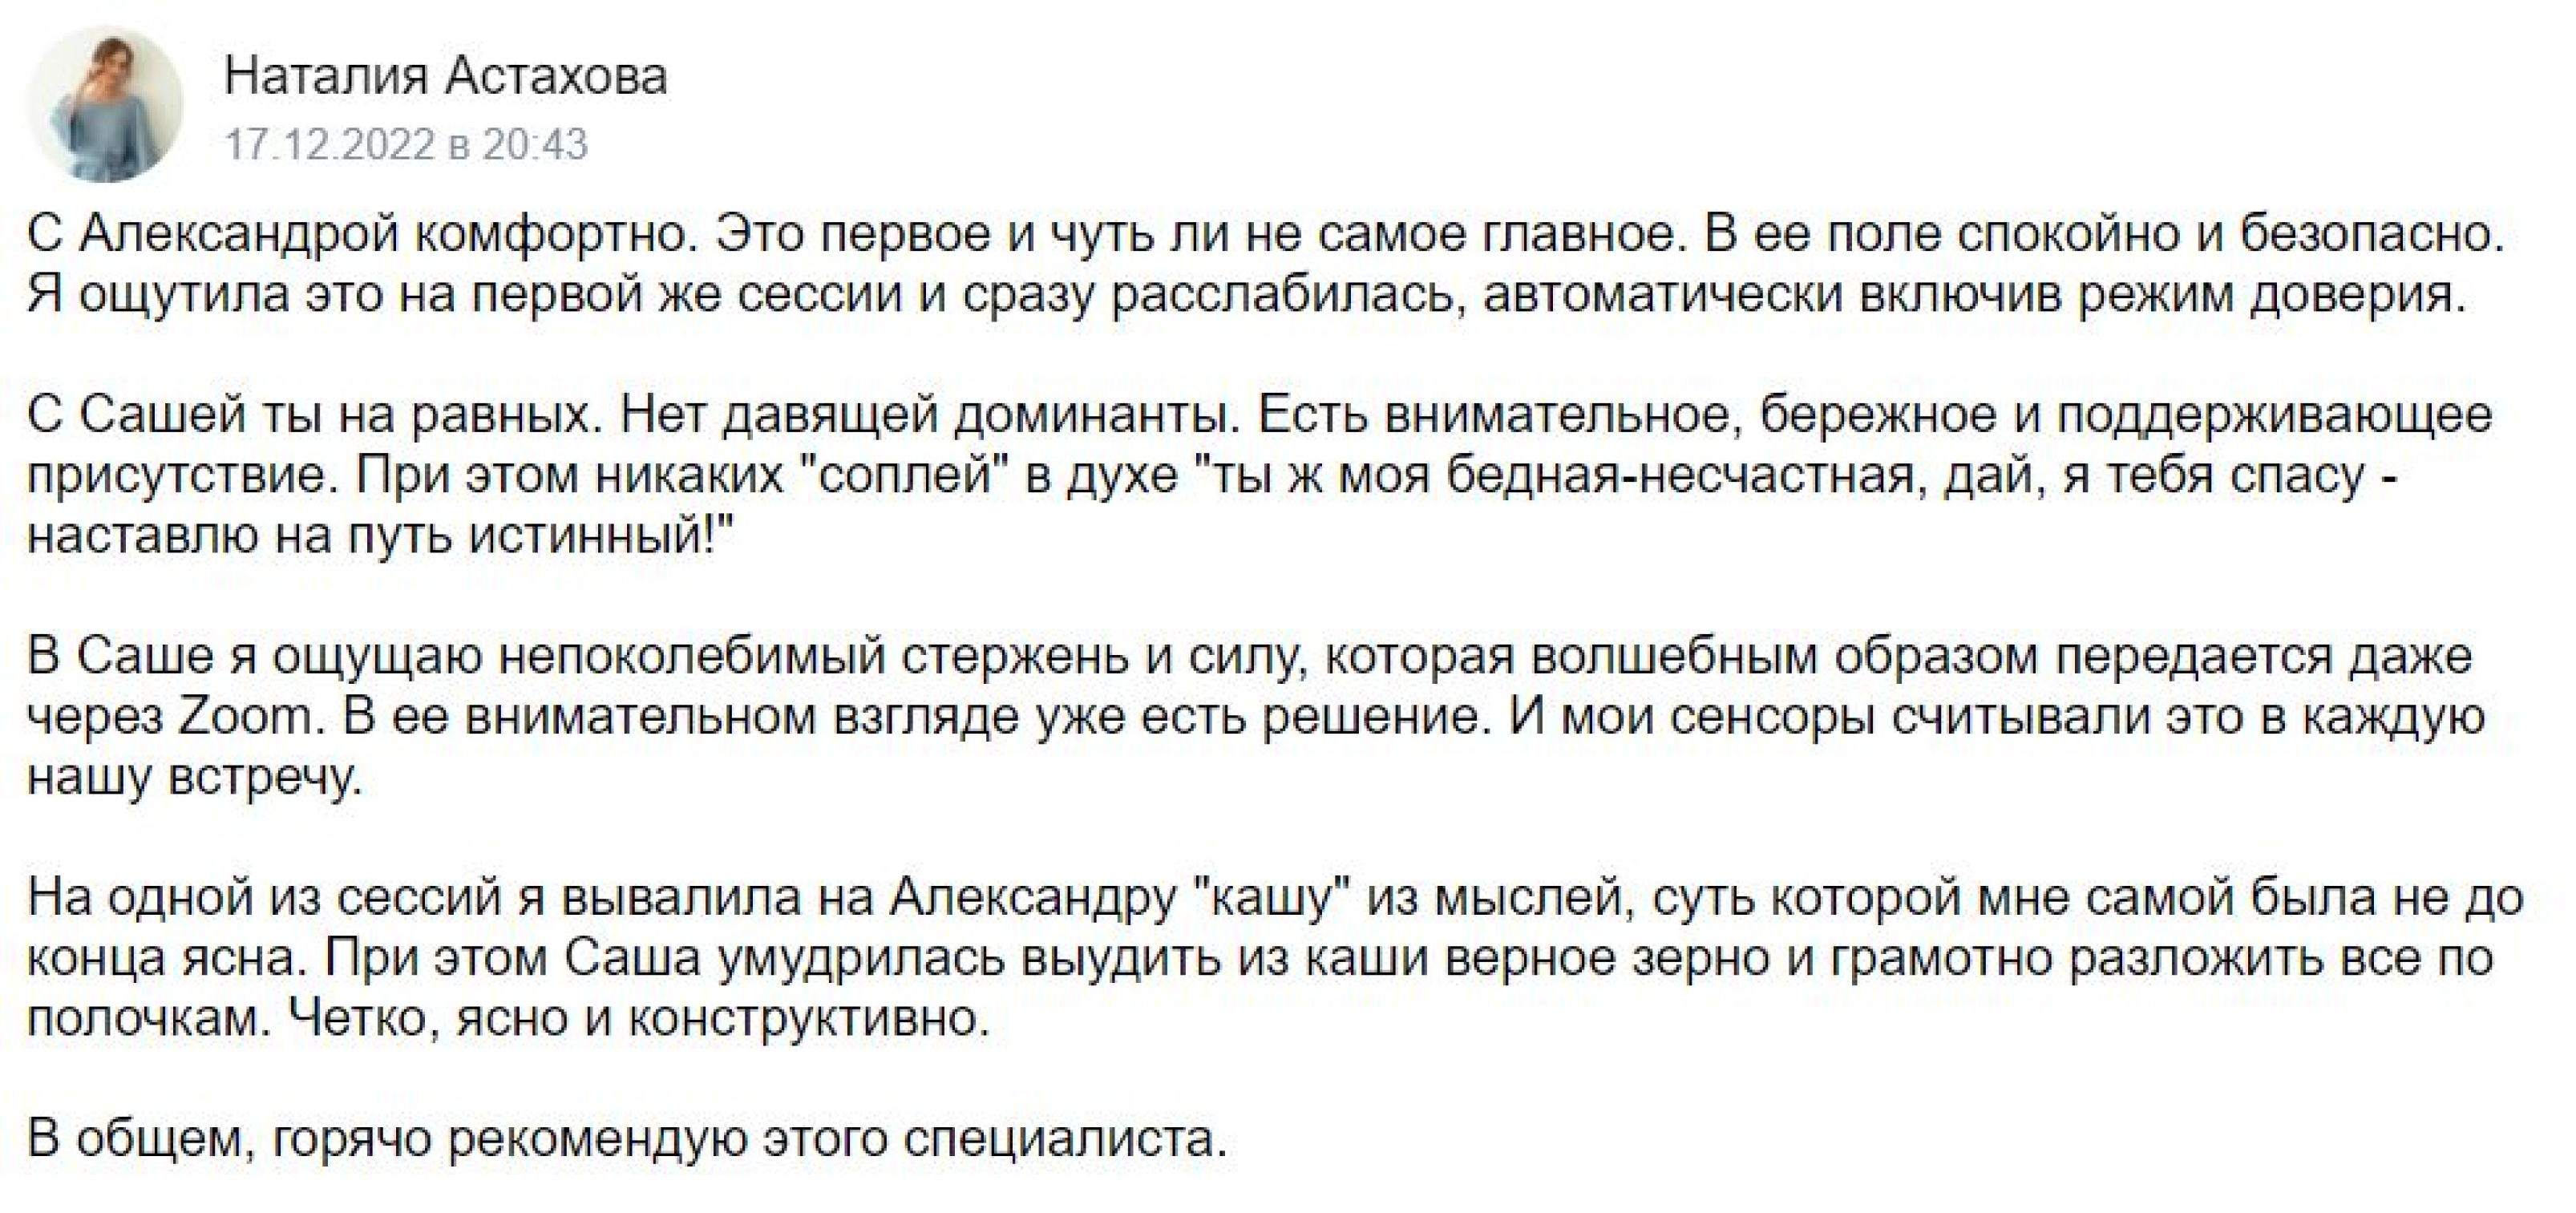 Наталия Астахова
17.12.2022 в 20:43
С Александрой комфортно. Это первое и чуть ли не самое главное. В ее поле спокойно и безопасно.
Я ощутила это на первой же сессии и сразу расслабилась, автоматически включив режим доверия.
С Сашей ты на равных. Нет давящей доминанты. Есть внимательное, бережное и поддерживающее
присутствие. При этом никаких "соплей" в духе "ты ж моя бедная-несчастная, дай, я тебя спасу -
наставлю на путь истинный!"
В Саше я ощущаю непоколебимый стержень и силу, которая волшебным образом передается даже
через Zoom. В ее внимательном взгляде уже есть решение. И мои сенсоры считывали это в каждую
нашу встречу.
На одной из сессий я вывалила на Александру "кашу" из мыслей, суть которой мне самой была не до
конца ясна. При этом Саша умудрилась выудить из каши верное зерно и грамотно разложить все по
полочкам. Четко, ясно и конструктивно.
В общем, горячо рекомендую этого специалиста.